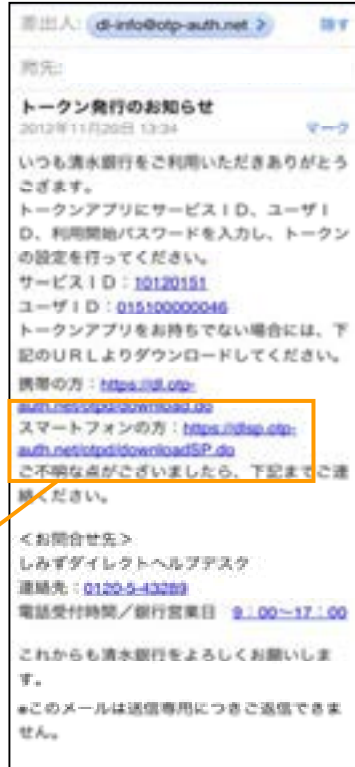 差出人: dl-info@otp-auth.net > 隠す
宛先:
トークン発行のお知らせ
2012年11月20日 13:34 マーク
いつも清水銀行をご利用いただきありがとう
ございます。
トークンアプリにサービスID、ユーザI
D、利用開始パスワードを入力し、トークン
の設定を行ってください。
サービスID：10120151
ユーザID：015100000046
トークンアプリをお持ちでない場合には、下
記のURLよりダウンロードしてください。
携帯の方：https://dl.otp-
auth.net/otpd/download.do
スマートフォンの方：https://dlsp.otp-
auth.net/otpd/downloadSP.do
ご不明な点がございましたら、下記までご連
絡ください。
＜お問合せ先＞
しみずダイレクトヘルプデスク
連絡先：0120-5-43289
電話受付時間／銀行営業日 9：00～17：00
これからも清水銀行をよろしくお願いしま
す。
※このメールは送信専用につきご返信できま
せん。